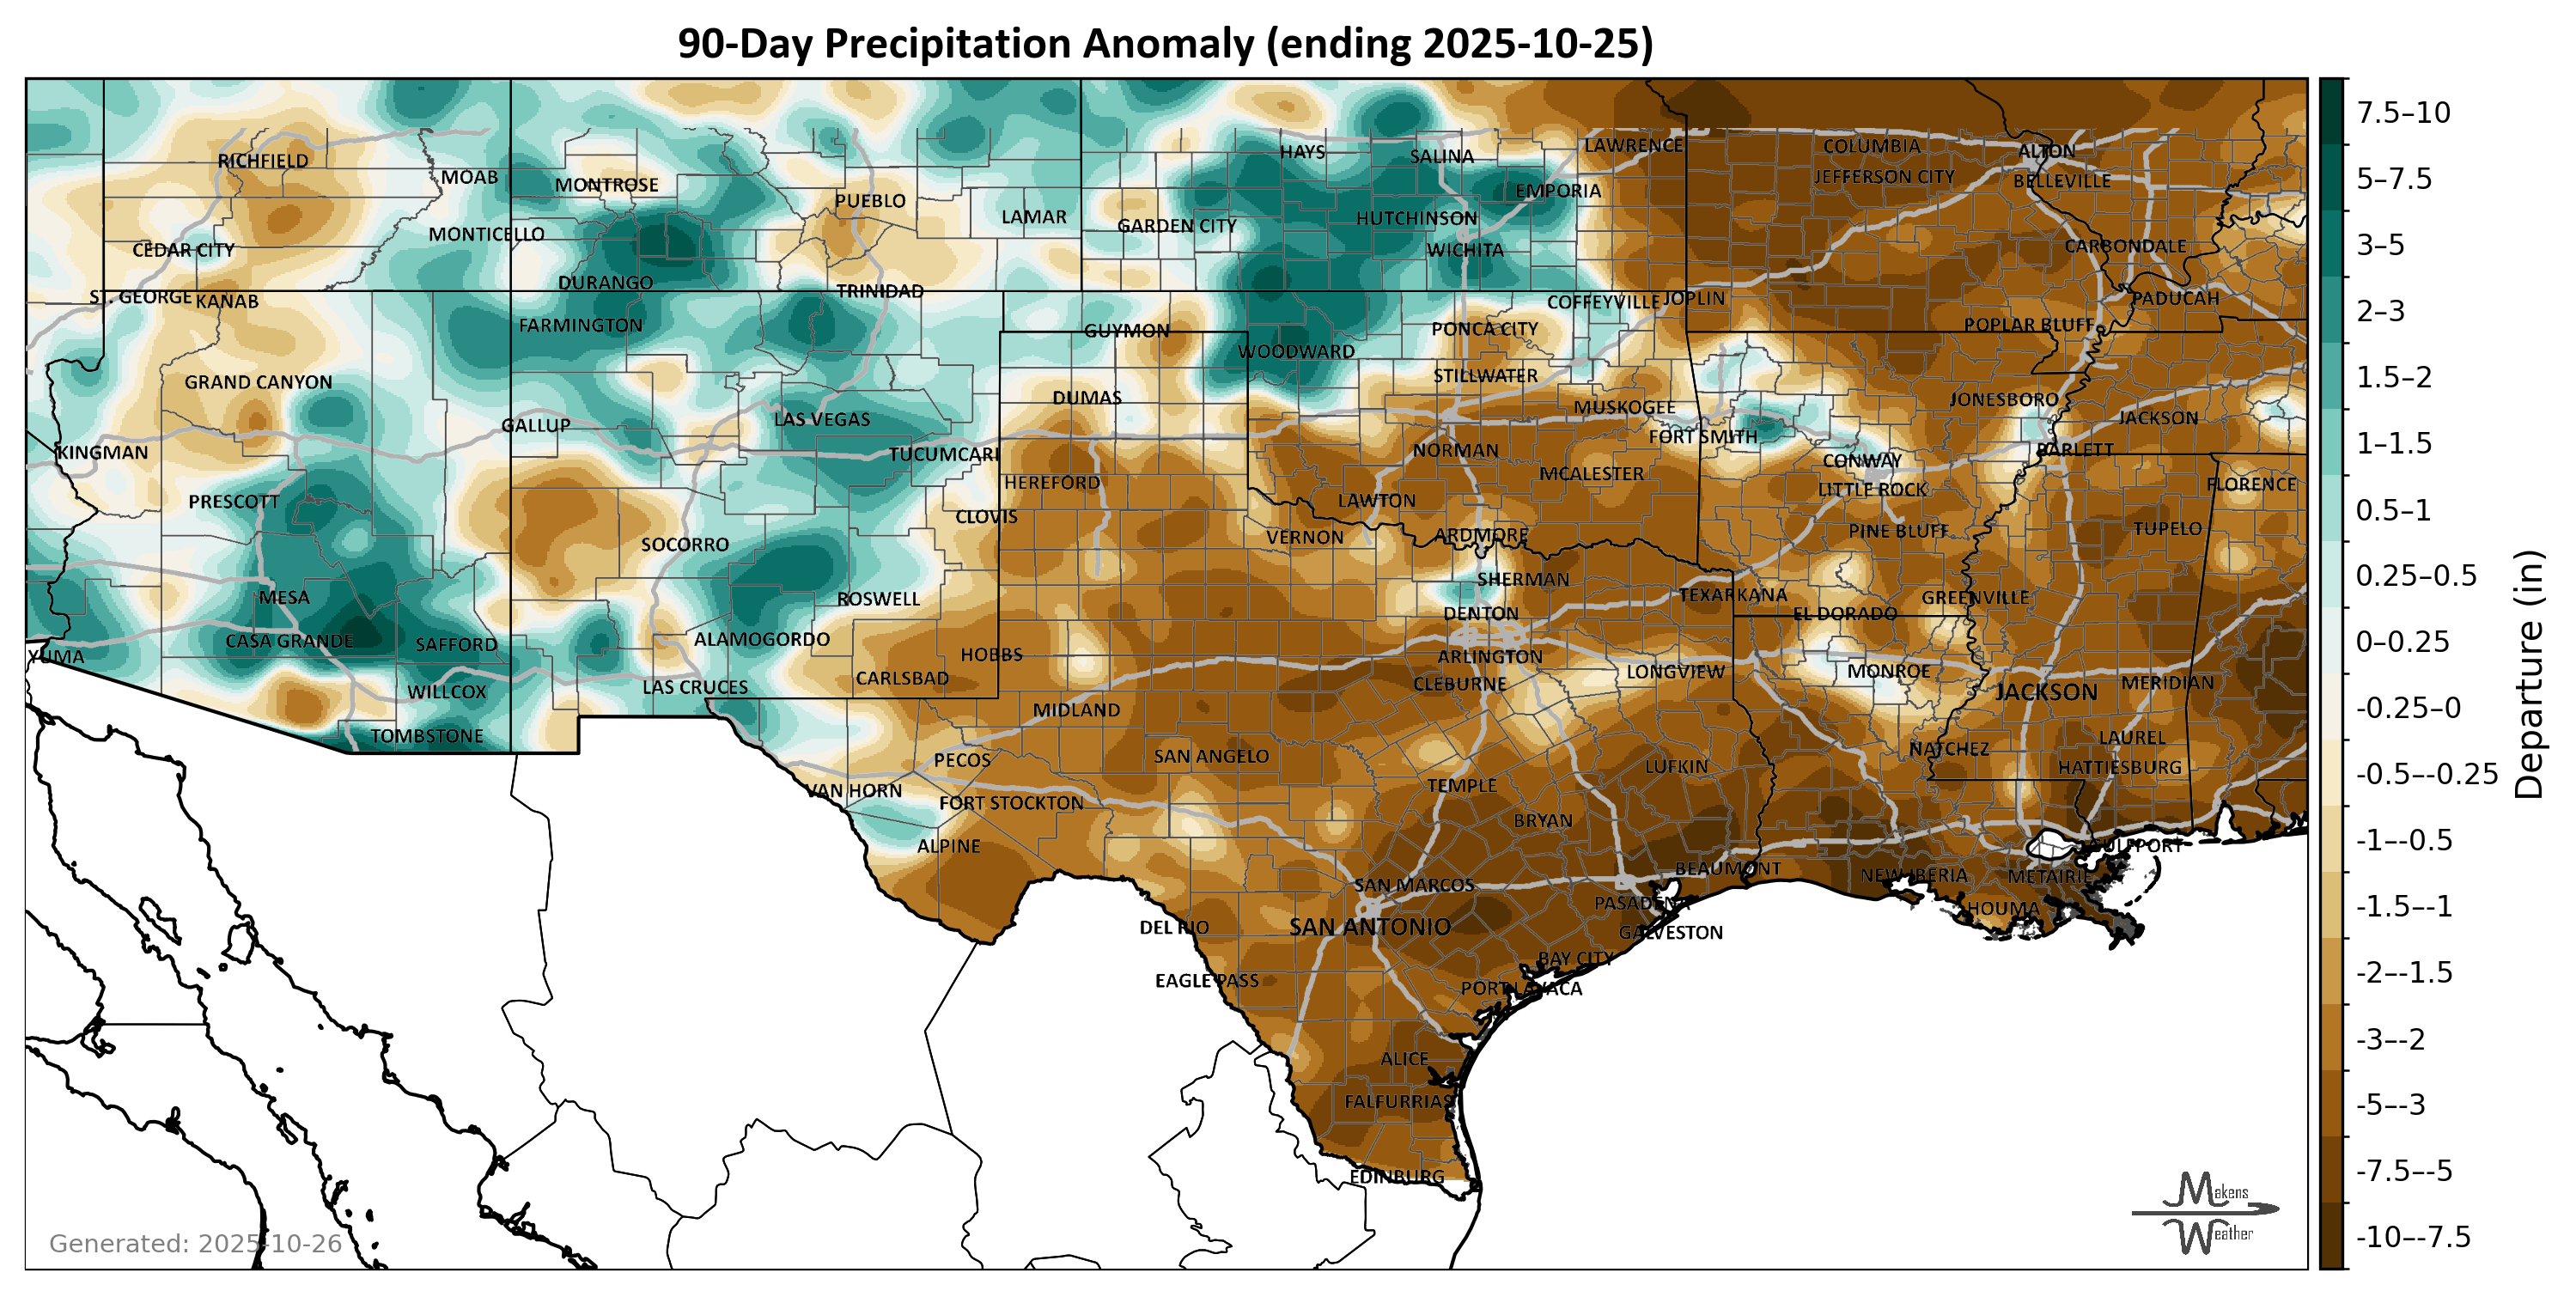 90-Day Precipitation Anomaly (ending 2025-10-25)
RICHFIELD
MOAB
MONTROSE
PUEBLO
LAMAR
HAYS
SALINA
LAWRENCE
COLUMBIA
ALTON
JEFFERSON CITY
BELLEVILLE
EMPORIA
GARDEN CITY
HUTCHINSON
WICHITA
CEDAR CITY
MONTICELLO
CARBONDALE
DURANGO
TRINIDAD
ST. GEORGE
KANAB
COFFEYVILLE
JOPLIN
PADUCAH
FARMINGTON
GUYMON
PONCA CITY
POPLAR BLUFF
WOODWARD
GRAND CANYON
STILLWATER
DUMAS
MUSKOGEE
JONESBORO
JACKSON
GALLUP
LAS VEGAS
FORT SMITH
KINGMAN
TUCUMCARI
NORMAN
BARLETT
CONWAY
HEREFORD
MCALESTER
LITTLE ROCK
FLORENCE
PRESCOTT
LAWTON
CLOVIS
SOCORRO
VERNON
ARDMORE
PINE BLUFF
TUPELO
MESA
ROSWELL
SHERMAN
TEXARKANA
GREENVILLE
DENTON
EL DORADO
CASA GRANDE
SAFFORD
ALAMOGORDO
YUMA
HOBBS
ARLINGTON
CARLSBAD
LONGVIEW
MONROE
WILLCOX
LAS CRUCES
CLEBURNE
JACKSON
MERIDIAN
MIDLAND
TOMBSTONE
PECOS
SAN ANGELO
LUFKIN
NATCHEZ
LAUREL
HATTIESBURG
VAN HORN
FORT STOCKTON
TEMPLE
BRYAN
ALPINE
GULFPORT
SAN MARCOS
BEAUMONT
NEW IBERIA
METAIRIE
PASADENA
HOUMA
DEL RIO
SAN ANTONIO
GALVESTON
EAGLE PASS
BAY CITY
PORT LAVACA
ALICE
FALFURRIAS
EDINBURG
7.5–10
5–7.5
3–5
2–3
1.5–2
1–1.5
0.5–1
0.25–0.5
0–0.25
-0.25–0
-0.5–-0.25
-1–-0.5
-1.5–-1
-2–-1.5
-3–-2
-5–-3
-7.5–-5
-10–-7.5
Departure (in)
Generated: 2025-10-26
Makens
Weather